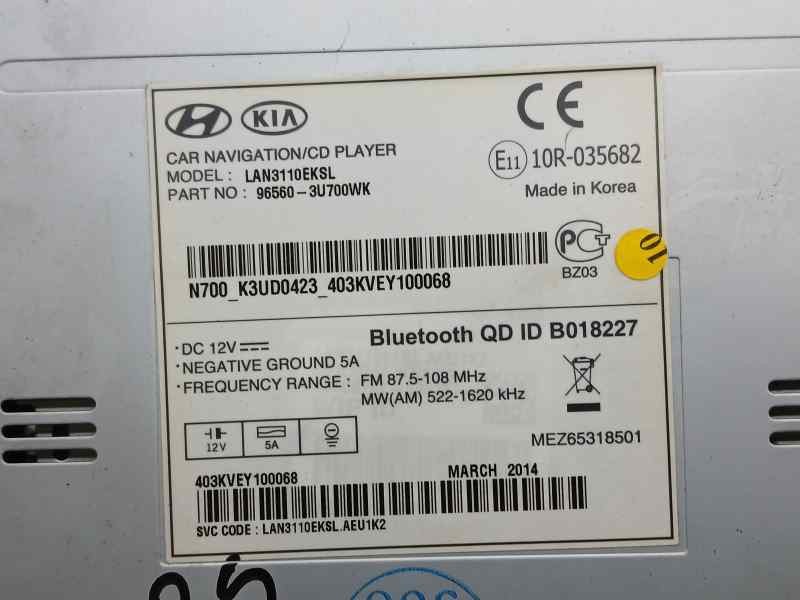 HYUNDAI KIA
CE
CAR NAVIGATION/CD PLAYER
MODEL : LAN3110EKSL
PART NO : 96560-3U700WK
E11 10R-035682
Made in Korea
PCT
BZ03
10
N700_K3UD0423_403KVEY100068
Bluetooth QD ID B018227
·DC 12V
·NEGATIVE GROUND 5A
·FREQUENCY RANGE : FM 87.5-108 MHz
MW(AM) 522-1620 kHz
12V 5A
MEZ65318501
403KVEY100068
MARCH 2014
SVC CODE : LAN3110EKSL.AEU1K2